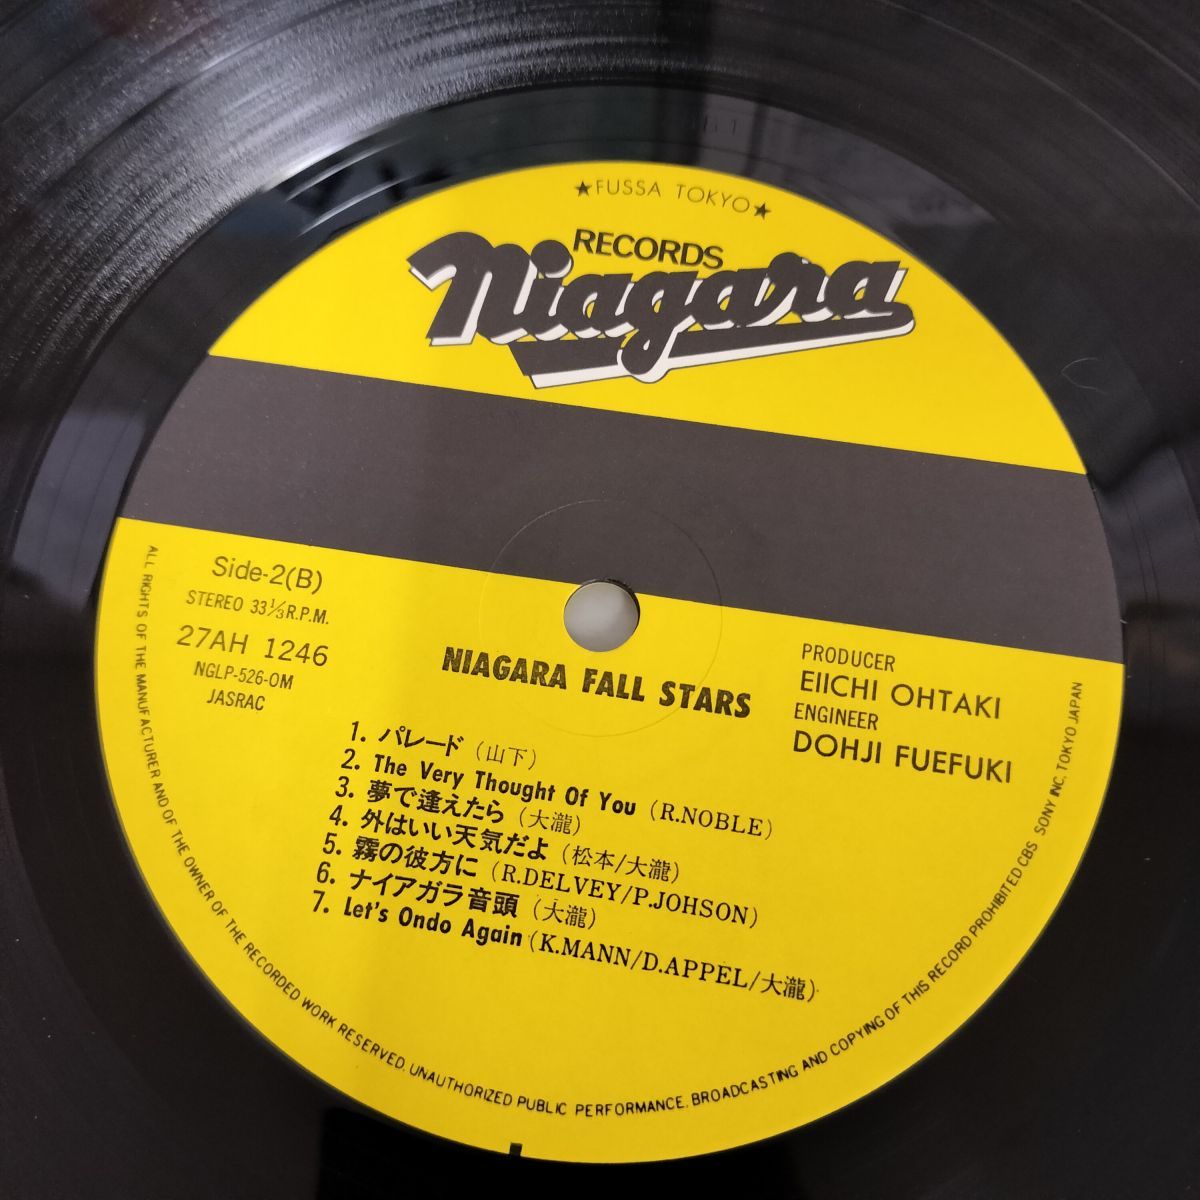 ★FUSSA TOKYO★
RECORDS
Niagara
Side-2(B)
STEREO 33⅓R.P.M.
27AH 1246
NGLP-526-OM
JASRAC
NIAGARA FALL STARS
PRODUCER
EIICHI OHTAKI
ENGINEER
DOHJI FUEFUKI
1. パレード (山下)
2. The Very Thought Of You (R.NOBLE)
3. 夢で逢えたら (大瀧)
4. 外はいい天気だよ (松本/大瀧)
5. 霧の彼方に (R.DELVEY/P.JOHSON)
6. ナイアガラ音頭 (大瀧)
7. Let's Ondo Again (K.MANN/D.APPEL/大瀧)
ALL RIGHTS OF THE MANUFACTURER AND OF THE OWNER OF THE RECORDED WORK RESERVED. UNAUTHORIZED PUBLIC PERFORMANCE. BROADCASTING AND COPYING OF THIS RECORD PROHIBITED CBS SONY INC. TOKYO JAPAN